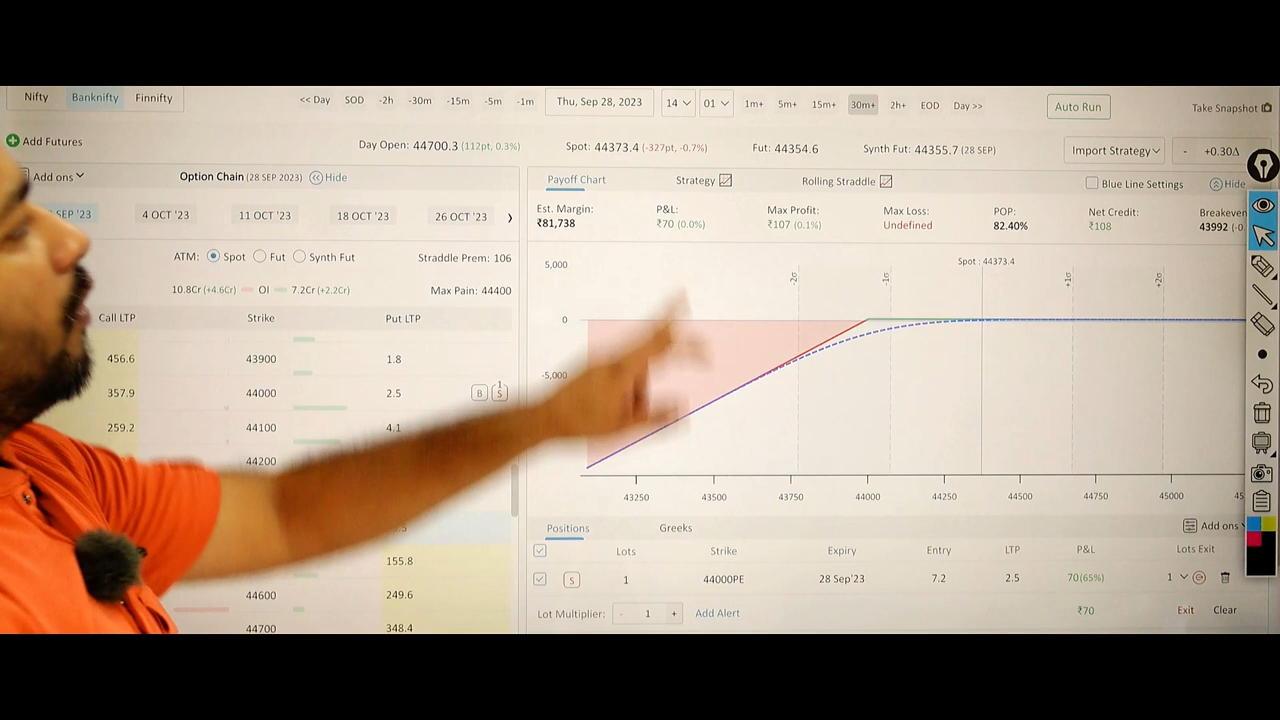 Nifty Banknifty Finnifty << Day SOD -2h -30m -15m -5m -1m Thu, Sep 28, 2023 14 01 1m+ 5m+ 15m+ 30m+ 2h+ EOD Day >> Auto Run Take Snapshot
Add Futures Day Open: 44700.3 (112pt, 0.3%) Spot: 44373.4 (-327pt, -0.7%) Fut: 44354.6 Synth Fut: 44355.7 (28 SEP) Import Strategy - +0.30Δ
Add ons Option Chain (28 SEP 2023) Hide Payoff Chart Strategy Rolling Straddle Blue Line Settings Hide
SEP '23 4 OCT '23 11 OCT '23 18 OCT '23 26 OCT '23
Est. Margin: P&L: Max Profit: Max Loss: POP: Net Credit:
₹81,738 ₹70 (0.0%) ₹107 (0.1%) Undefined 82.40% ₹108 43992
ATM: Spot Fut Synth Fut Straddle Prem: 106
10.8Cr (+4.6Cr) OI 7.2Cr (+2.2Cr) Max Pain: 44400
Call LTP Strike Put LTP
456.6 43900 1.8
357.9 44000 2.5 B 1 S
259.2 44100 4.1
44200
155.8
44600 249.6
44700 348.4
Spot : 44373.4
5,000
-2σ -1σ +1σ +2σ
0
-5,000
43250 43500 43750 44000 44250 44500 44750 45000
Positions Greeks Add ons
Lots Strike Expiry Entry LTP P&L Lots Exit
S 1 44000PE 28 Sep'23 7.2 2.5 70(65%) 1
Lot Multiplier: - 1 + Add Alert ₹70 Exit Clear